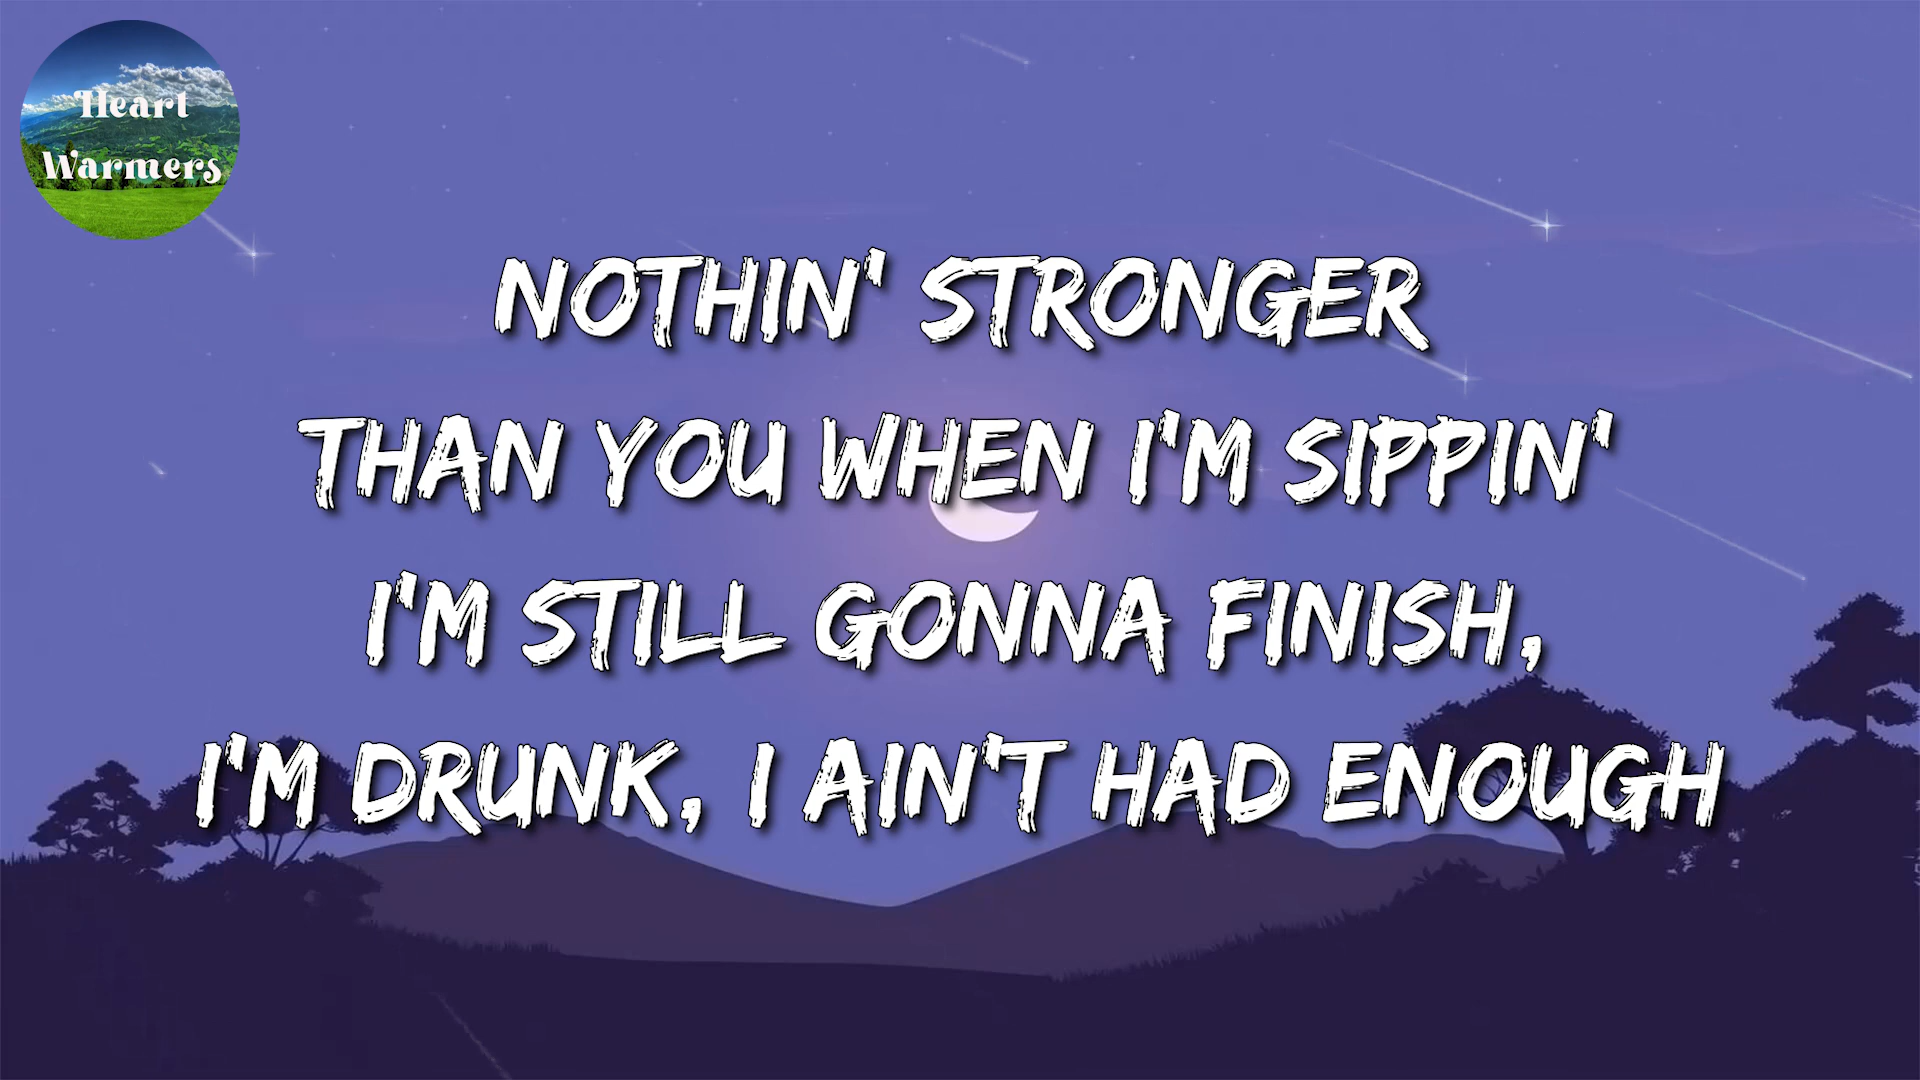 Heart
Warmers
NOTHIN' STRONGER
THAN YOU WHEN I'M SIPPIN'
I'M STILL GONNA FINISH,
I'M DRUNK, I AIN'T HAD ENOUGH